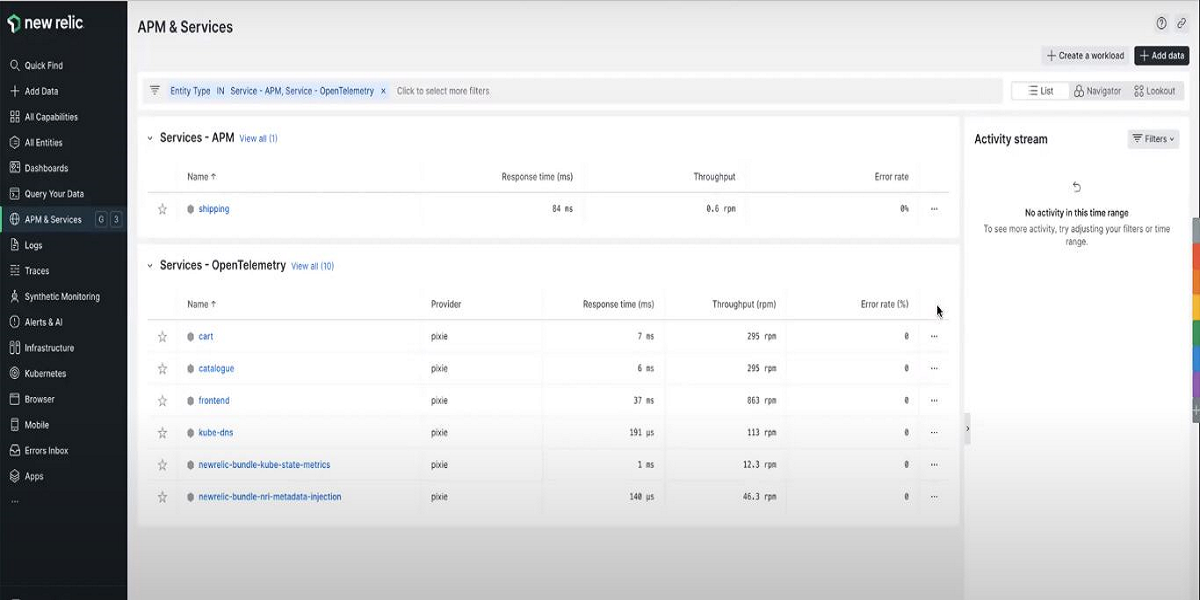 new relic
APM & Services
Quick Find
Add Data
All Capabilities
All Entities
Dashboards
Query Your Data
APM & Services G 3
Logs
Traces
Synthetic Monitoring
Alerts & AI
Infrastructure
Kubernetes
Browser
Mobile
Errors Inbox
Apps
...
+ Create a workload + Add data
Entity Type IN Service - APM, Service - OpenTelemetry × Click to select more filters
List Navigator Lookout
Services - APM View all (1)
Name ↑ Response time (ms) Throughput Error rate
shipping 84 ms 0.6 rpm 0% ...
Services - OpenTelemetry View all (10)
Name ↑ Provider Response time (ms) Throughput (rpm) Error rate (%)
cart pixie 7 ms 295 rpm 0 ...
catalogue pixie 6 ms 295 rpm 0 ...
frontend pixie 37 ms 863 rpm 0 ...
kube-dns pixie 191 µs 113 rpm 0 ...
newrelic-bundle-kube-state-metrics pixie 1 ms 12.3 rpm 0 ...
newrelic-bundle-nri-metadata-injection pixie 140 µs 46.3 rpm 0 ...
Activity stream Filters
No activity in this time range
To see more activity, try adjusting your filters or time
range.